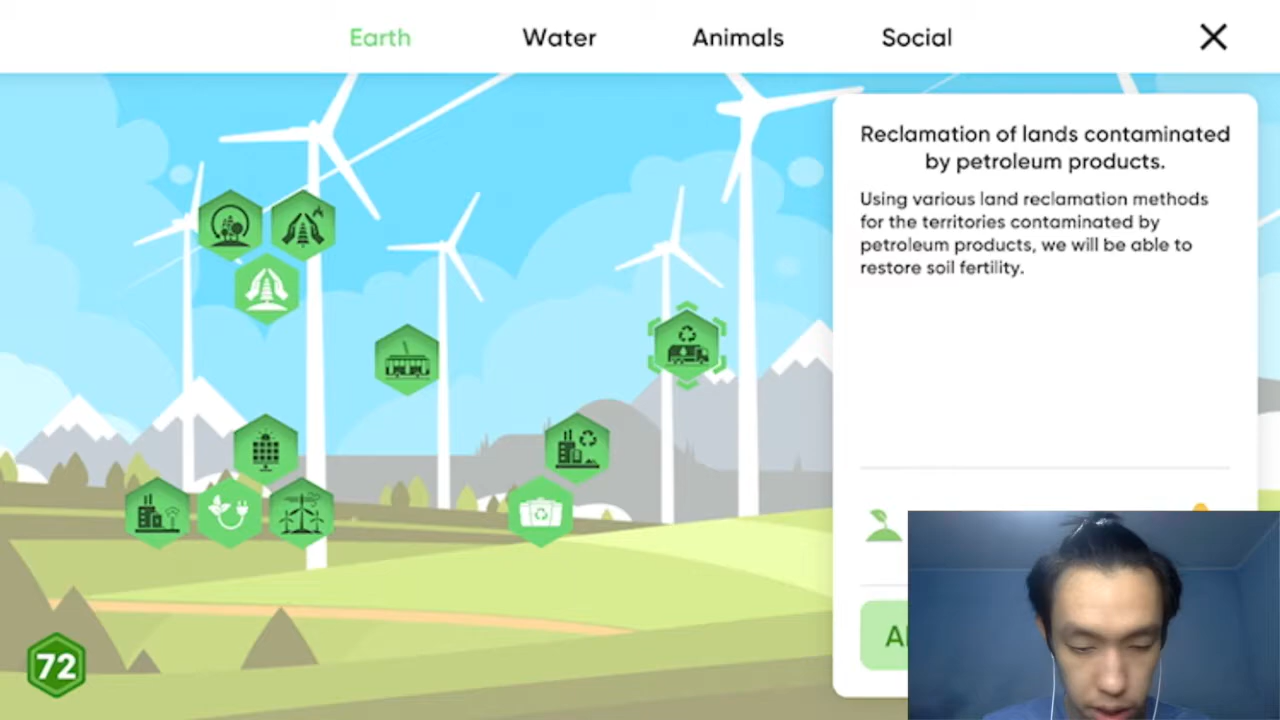 Earth Water Animals Social
Reclamation of lands contaminated
by petroleum products.
Using various land reclamation methods
for the territories contaminated by
petroleum products, we will be able to
restore soil fertility.
72